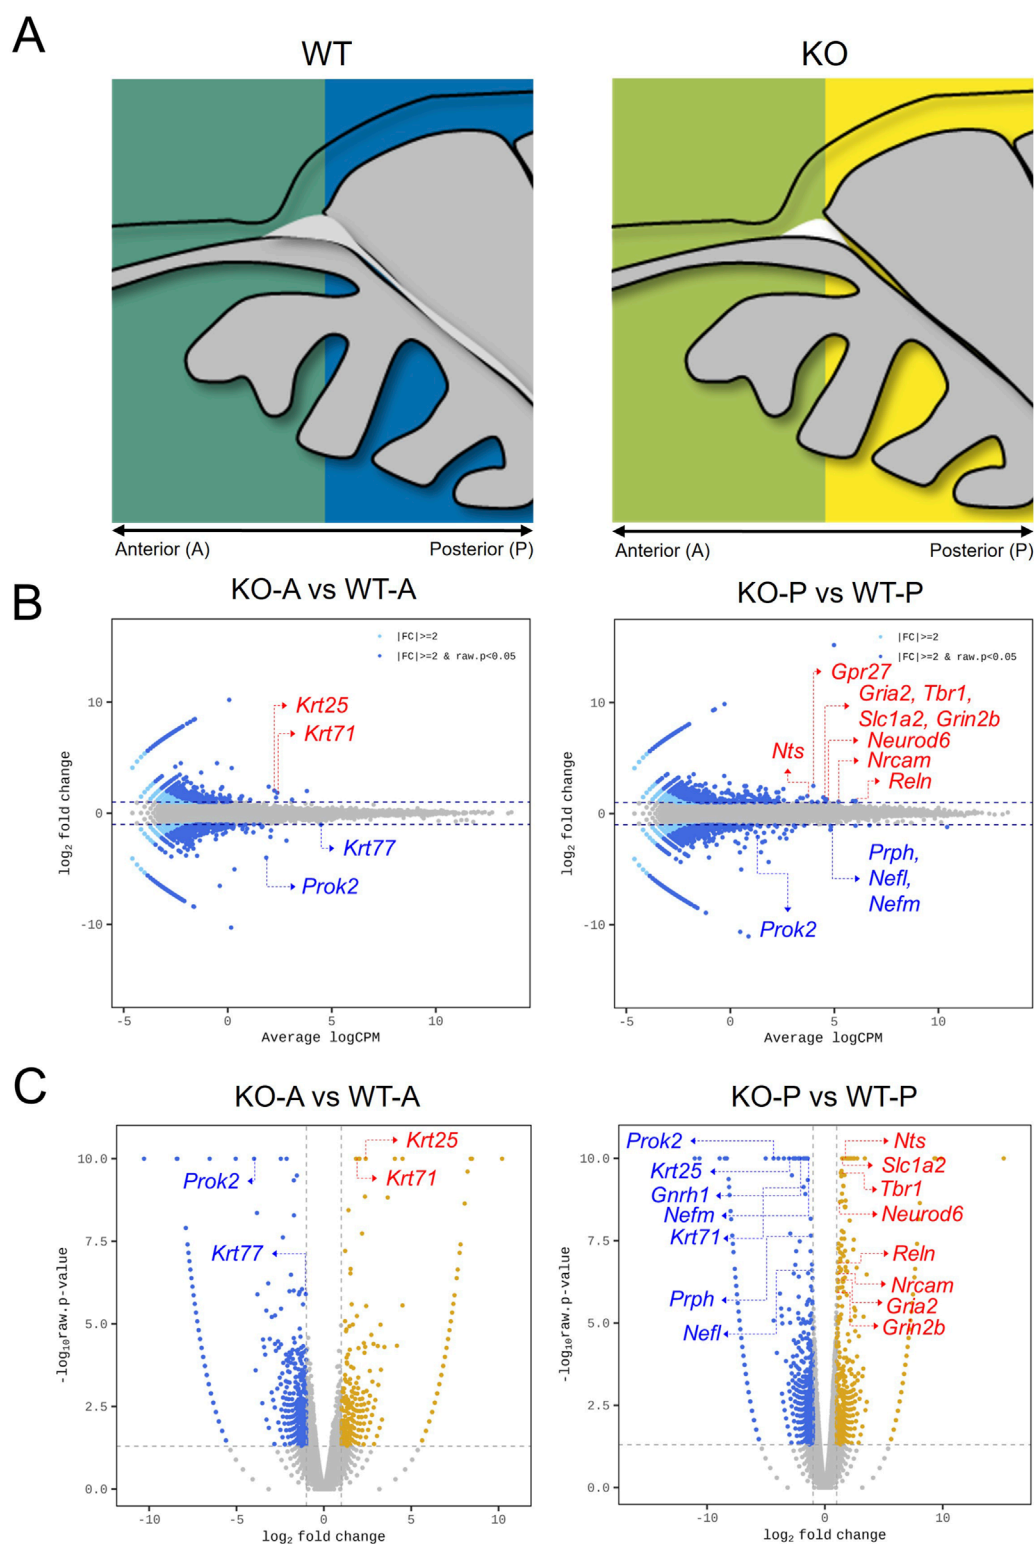 A
WT
KO
Anterior (A)
Posterior (P)
Anterior (A)
Posterior (P)
B
KO-A vs WT-A
KO-P vs WT-P
|FC|>=2
|FC|>=2 & raw.p<0.05
Krt25
Krt71
Krt77
Prok2
10
0
-10
log2 fold change
-5
0
5
10
Average logCPM
|FC|>=2
|FC|>=2 & raw.p<0.05
Gpr27
Gria2, Tbr1,
Slc1a2, Grin2b
Neurod6
Nts
Nrcam
Reln
Prph,
Nefl,
Nefm
Prok2
10
0
-10
log2 fold change
-5
0
5
10
Average logCPM
C
KO-A vs WT-A
KO-P vs WT-P
Krt25
Krt71
Prok2
Krt77
10.0
7.5
5.0
2.5
0.0
-log10raw.p-value
-10
-5
0
5
10
log2 fold change
Prok2
Krt25
Gnrh1
Nefm
Krt71
Prph
Nefl
Nts
Slc1a2
Tbr1
Neurod6
Reln
Nrcam
Gria2
Grin2b
10.0
7.5
5.0
2.5
0.0
-log10raw.p-value
-10
0
10
log2 fold change